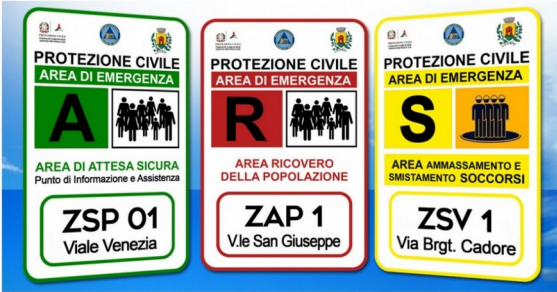 PROTEZIONE CIVILE
AREA DI EMERGENZA
A
AREA DI ATTESA SICURA
Punto di Informazione e Assistenza
ZSP 01
Viale Venezia
PROTEZIONE CIVILE
AREA DI EMERGENZA
R
AREA RICOVERO
DELLA POPOLAZIONE
ZAP 1
V.le San Giuseppe
PROTEZIONE CIVILE
AREA DI EMERGENZA
S
AREA AMMASSAMENTO E
SMISTAMENTO SOCCORSI
ZSV 1
Via Brgt. Cadore